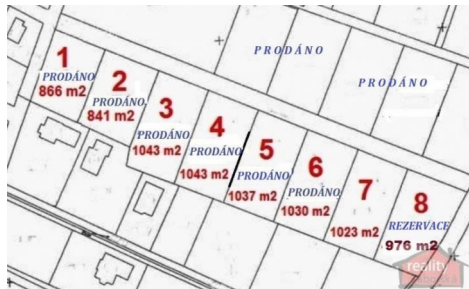 PRODÁNO
PRODÁNO
1
PRODÁNO
866 m2
2
PRODÁNO
841 m2
3
PRODÁNO
1043 m2
4
PRODÁNO
1043 m2
5
PRODÁNO
1037 m2
6
PRODÁNO
1030 m2
7
1023 m2
8
REZERVACE
976 m2
reality